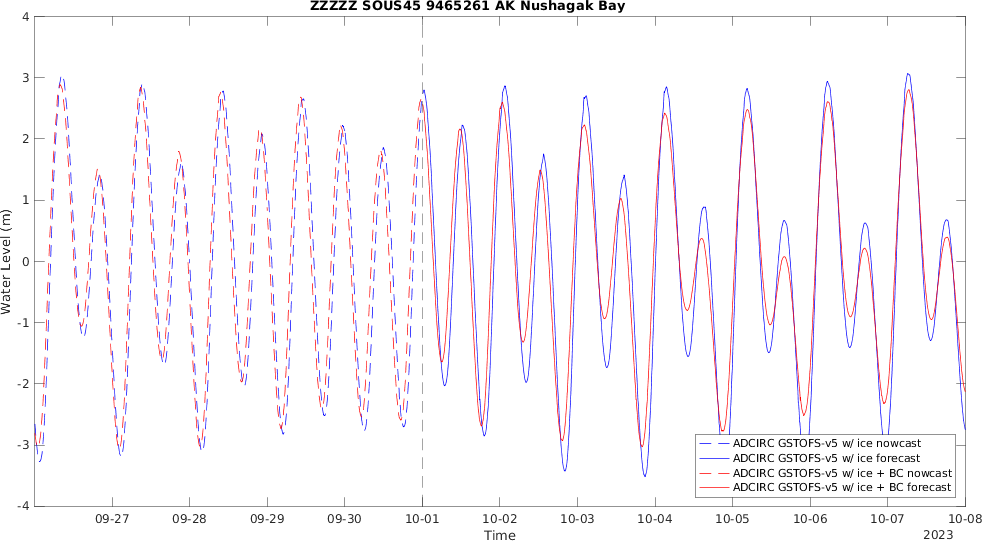 ZZZZZ SOUS45 9465261 AK Nushagak Bay
Water Level (m)
4
3
2
1
0
-1
-2
-3
-4
ADCIRC GSTOFS-v5 w/ ice nowcast
ADCIRC GSTOFS-v5 w/ ice forecast
ADCIRC GSTOFS-v5 w/ ice + BC nowcast
ADCIRC GSTOFS-v5 w/ ice + BC forecast
09-27 09-28 09-29 09-30 10-01 10-02 10-03 10-04 10-05 10-06 10-07 10-08
Time
2023